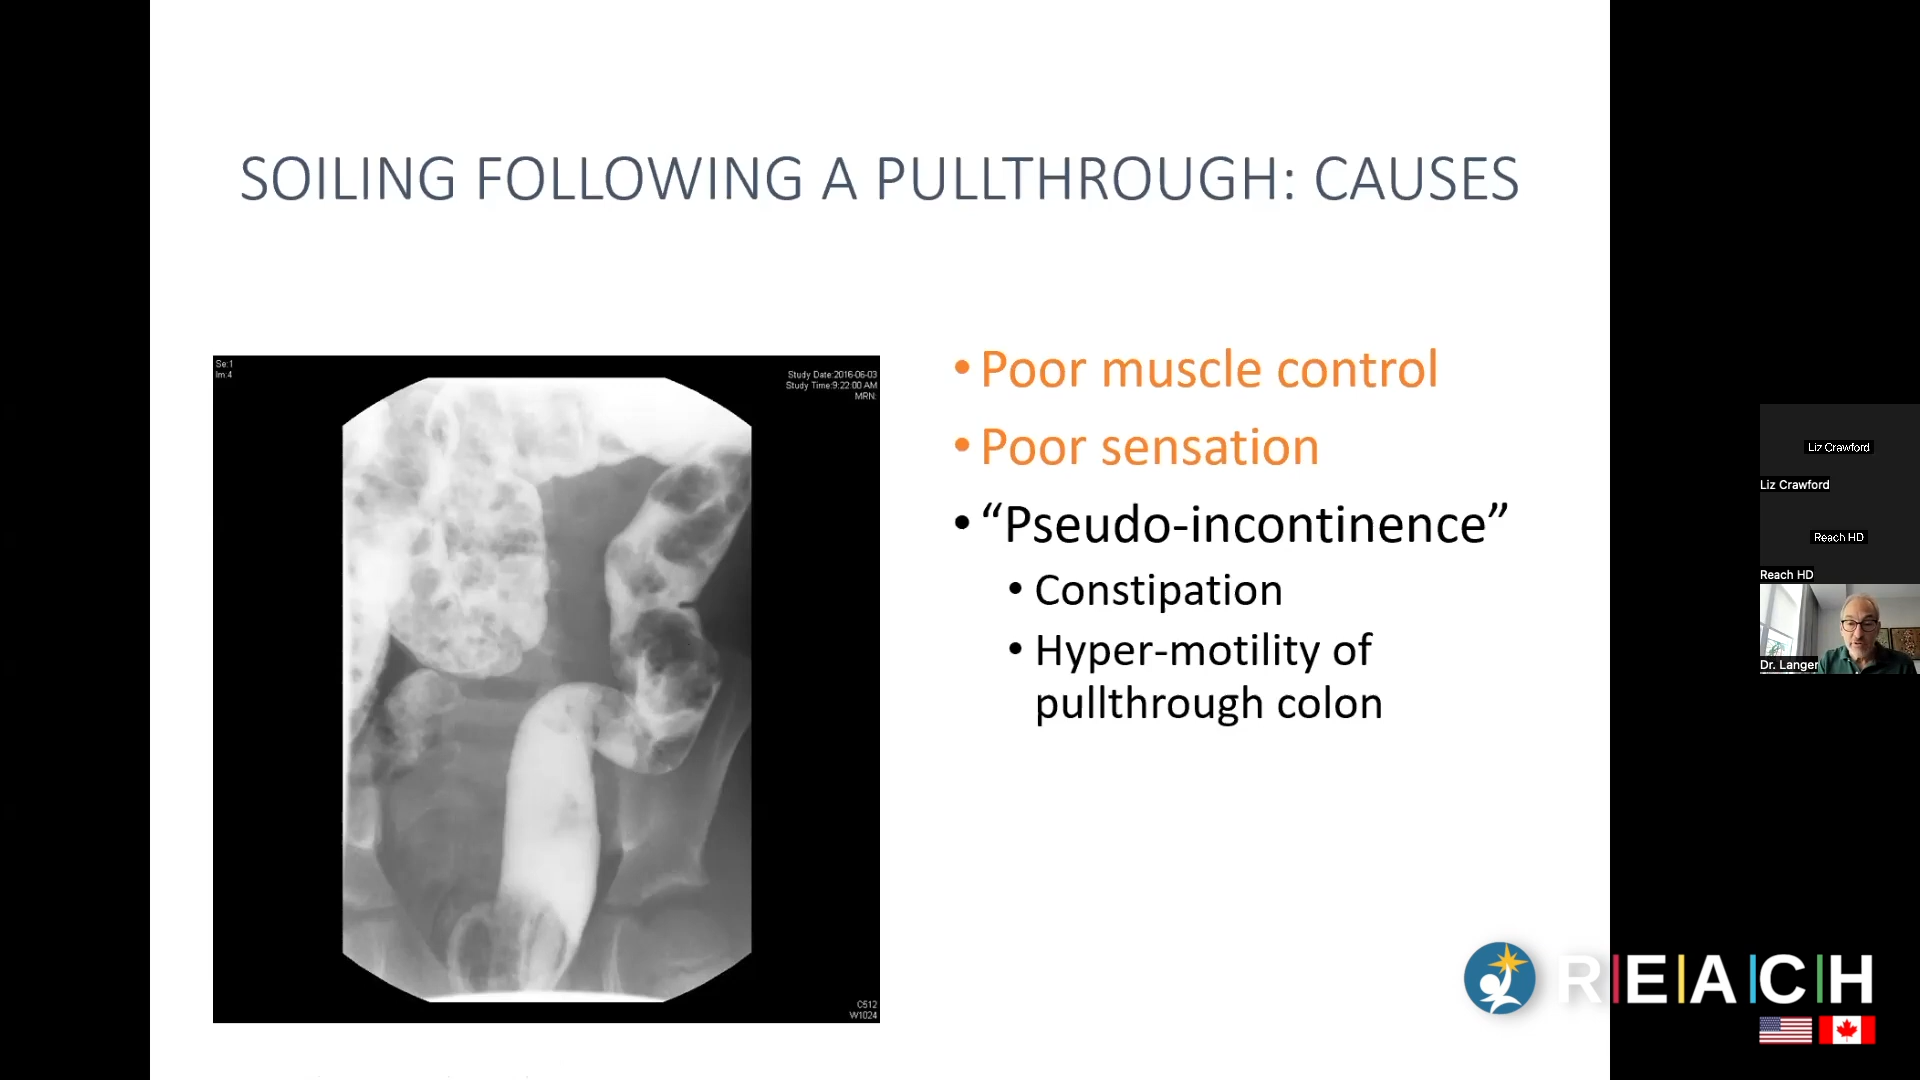 SOILING FOLLOWING A PULLTHROUGH: CAUSES
Se:1
Im:4
Study Date:2016-06-03
Study Time:9:22:00 AM
MRN:
C512
W1024
• Poor muscle control
• Poor sensation
• “Pseudo-incontinence”
• Constipation
• Hyper-motility of
pullthrough colon
Liz Crawford
Liz Crawford
Reach HD
Reach HD
Dr. Langer
R|E|A|C|H